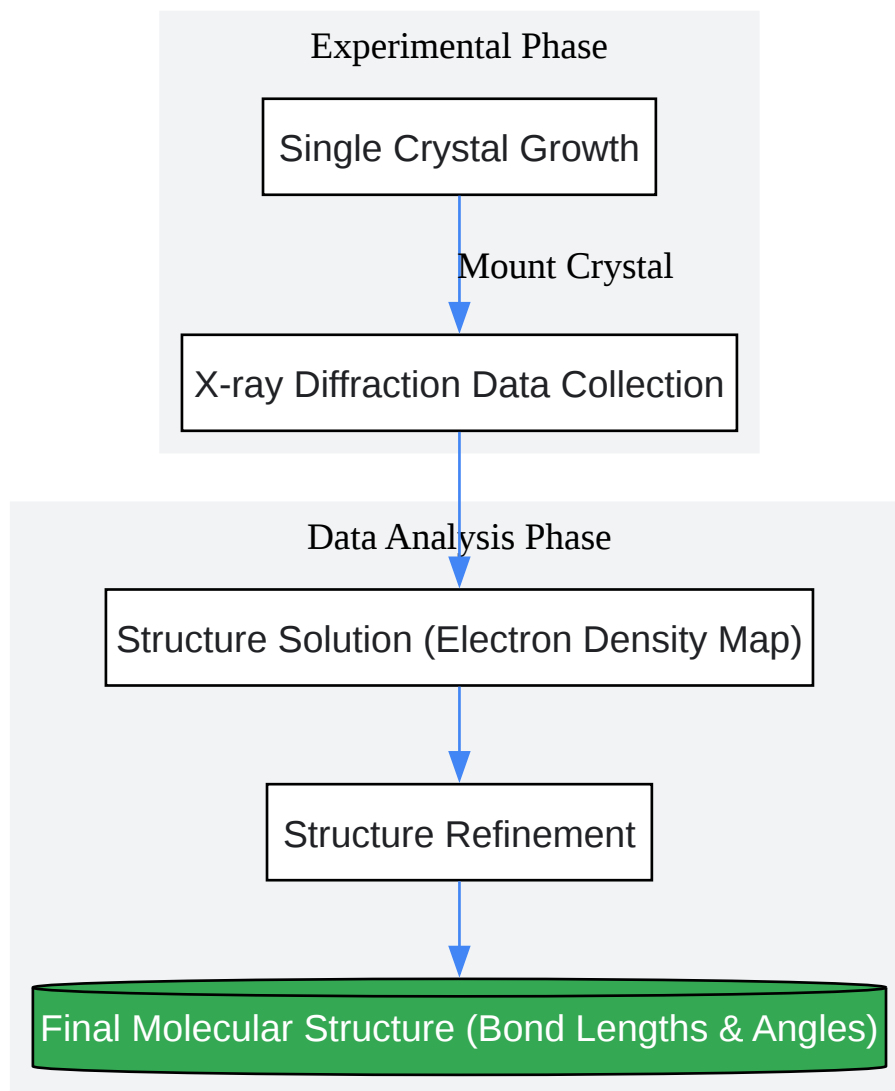 Experimental Phase
Single Crystal Growth
Mount Crystal
X-ray Diffraction Data Collection
Data Analysis Phase
Structure Solution (Electron Density Map)
Structure Refinement
Final Molecular Structure (Bond Lengths & Angles)